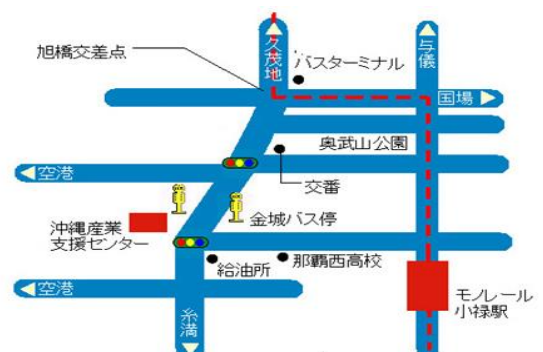 久茂地
与儀
旭橋交差点
バスターミナル
国場
奥武山公園
空港
交番
沖縄産業
支援センター
金城バス停
給油所
那覇西高校
空港
モノレール
小禄駅
糸満